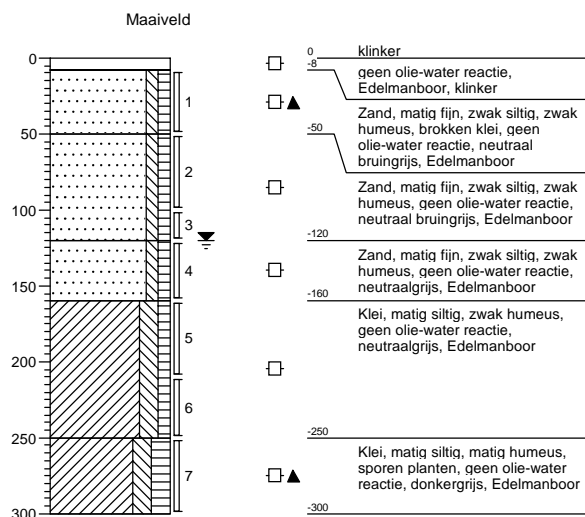 Maaiveld
0
50
100
150
200
250
300
1
2
3
4
5
6
7
0
klinker
-8
geen olie-water reactie,
Edelmanboor, klinker
Zand, matig fijn, zwak siltig, zwak
humeus, brokken klei, geen
olie-water reactie, neutraal
bruingrijs, Edelmanboor
-50
Zand, matig fijn, zwak siltig, zwak
humeus, geen olie-water reactie,
neutraal bruingrijs, Edelmanboor
-120
Zand, matig fijn, zwak siltig, zwak
humeus, geen olie-water reactie,
neutraalgrijs, Edelmanboor
-160
Klei, matig siltig, zwak humeus,
geen olie-water reactie,
neutraalgrijs, Edelmanboor
-250
Klei, matig siltig, matig humeus,
sporen planten, geen olie-water
reactie, donkergrijs, Edelmanboor
-300